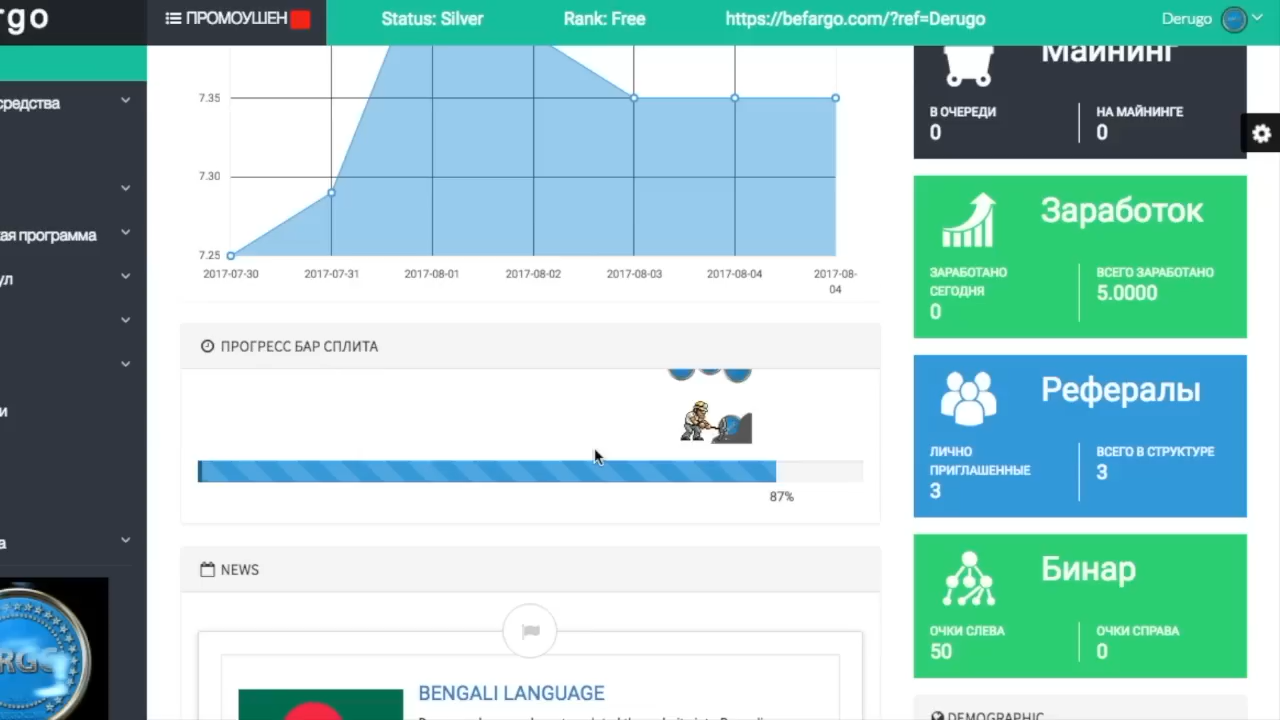 rgo
ПРОМОУШЕН
Status: Silver
Rank: Free
https://befargo.com/?ref=Derugo
Derugo
средства
ая программа
ул
и
а
7.35
7.30
7.25
2017-07-30
2017-07-31
2017-08-01
2017-08-02
2017-08-03
2017-08-04
2017-08-
04
ПРОГРЕСС БАР СПЛИТА
87%
NEWS
BENGALI LANGUAGE
Майнинг
В ОЧЕРЕДИ
0
НА МАЙНИНГЕ
0
Заработок
ЗАРАБОТАНО
СЕГОДНЯ
0
ВСЕГО ЗАРАБОТАНО
5.0000
Рефералы
ЛИЧНО
ПРИГЛАШЕННЫЕ
3
ВСЕГО В СТРУКТУРЕ
3
Бинар
ОЧКИ СЛЕВА
50
ОЧКИ СПРАВА
0
DEMOGRAPHIC